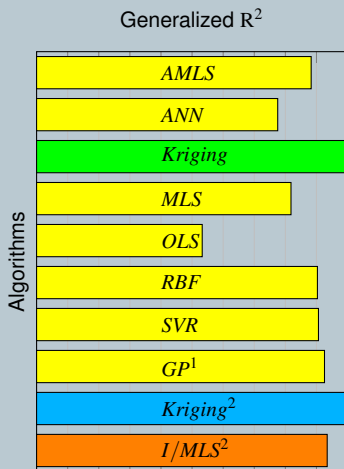 Generalized R²
AMLS
ANN
Kriging
MLS
OLS
RBF
SVR
GP¹
Kriging²
I/MLS²
Algorithms